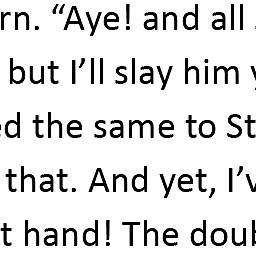 rn. “Aye! and all
but I’ll slay him
ed the same to St
that. And yet, I’v
t hand! The doub